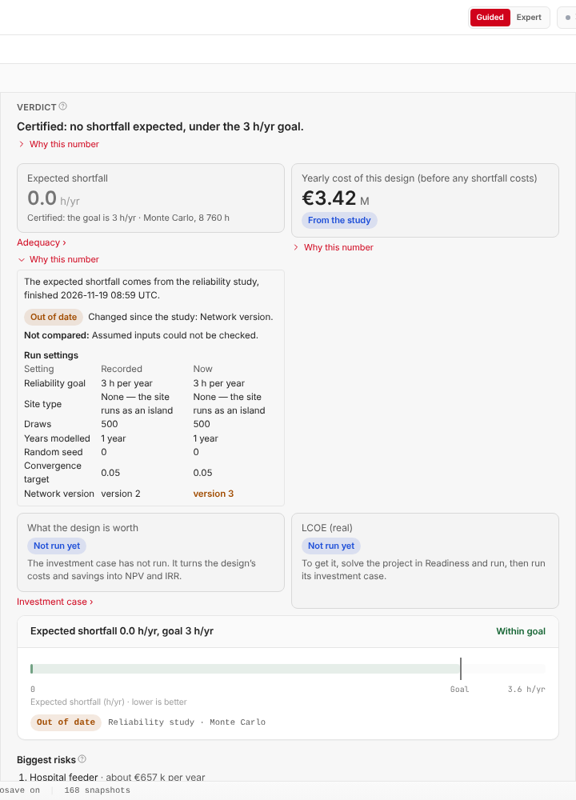 Guided Expert
VERDICT ?
Certified: no shortfall expected, under the 3 h/yr goal.
Why this number
Expected shortfall
0.0 h/yr
Certified: the goal is 3 h/yr · Monte Carlo, 8 760 h
Adequacy ›
Yearly cost of this design (before any shortfall costs)
€3.42 M
From the study
Why this number
Why this number
The expected shortfall comes from the reliability study,
finished 2026-11-19 08:59 UTC.
Out of date Changed since the study: Network version.
Not compared: Assumed inputs could not be checked.
Run settings
Setting Recorded Now
Reliability goal 3 h per year 3 h per year
Site type None — the site runs as an island None — the site runs as an island
Draws 500 500
Years modelled 1 year 1 year
Random seed 0 0
Convergence target 0.05 0.05
Network version version 2 version 3
What the design is worth
Not run yet
The investment case has not run. It turns the design's
costs and savings into NPV and IRR.
Investment case ›
LCOE (real)
Not run yet
To get it, solve the project in Readiness and run, then run
its investment case.
Expected shortfall 0.0 h/yr, goal 3 h/yr Within goal
0 Goal 3.6 h/yr
Expected shortfall (h/yr) · lower is better
Out of date Reliability study · Monte Carlo
Biggest risks ?
1. Hospital feeder · about €657 k per year
osave on 168 snapshots